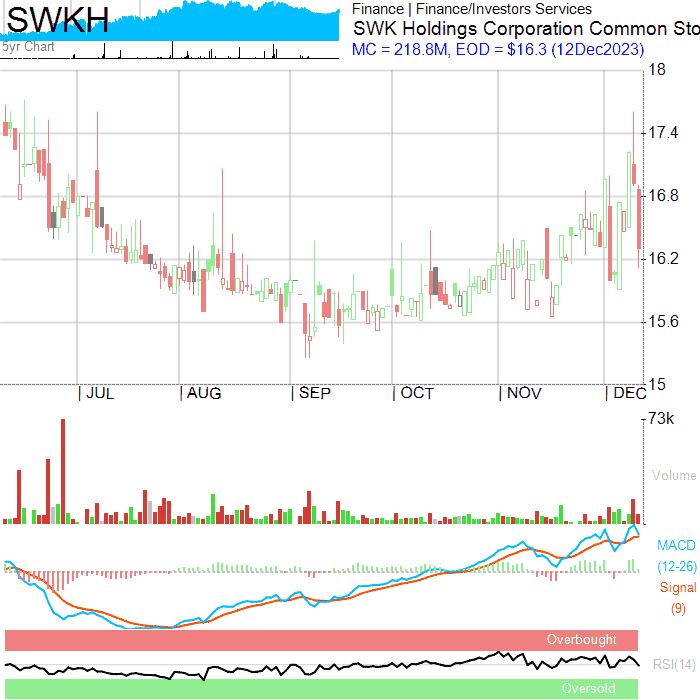 SWKH
5yr Chart
Finance | Finance/Investors Services
SWK Holdings Corporation Common Sto
MC = 218.8M, EOD = $16.3 (12Dec2023)
18
17.4
16.8
16.2
15.6
15
| JUL | AUG | SEP | OCT | NOV | DEC
73k
Volume
MACD
(12-26)
Signal
(9)
Overbought
RSI(14)
Oversold